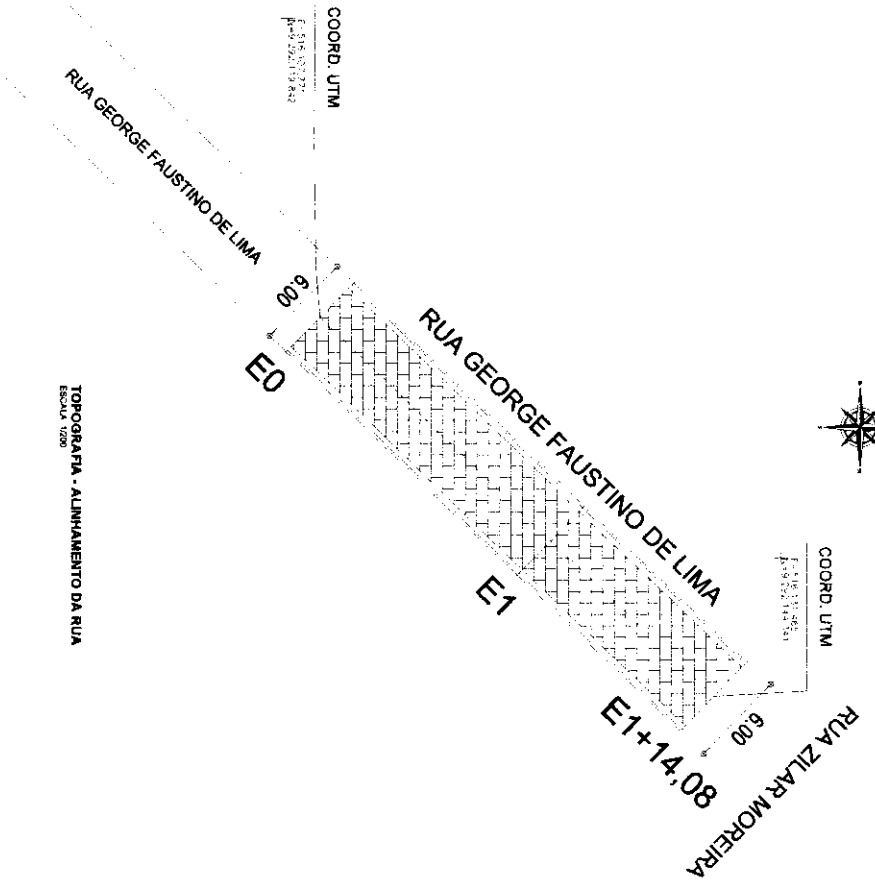 COORD. UTM
RUA GEORGE FAUSTINO DE LIMA
6.00
E0
RUA GEORGE FAUSTINO DE LIMA
E1
COORD. UTM
E1+14,08
6.00
RUA ZILAR MOREIRA
TOPOGRAFIA - ALINHAMENTO DA RUA
ESCALA 1/200